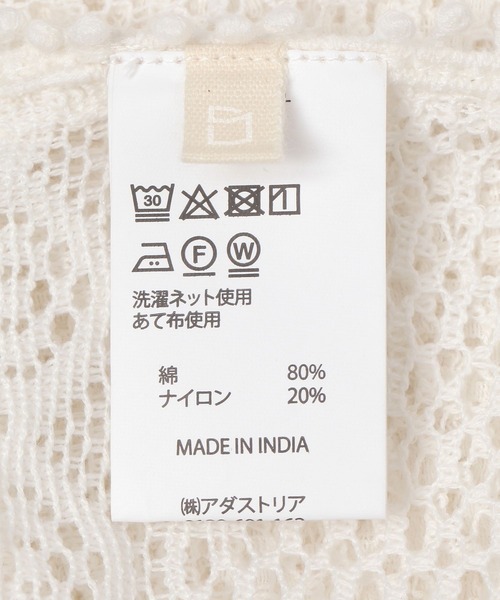 30
F W
洗濯ネット使用
あて布使用
綿 80%
ナイロン 20%
MADE IN INDIA
㈱アダストリア